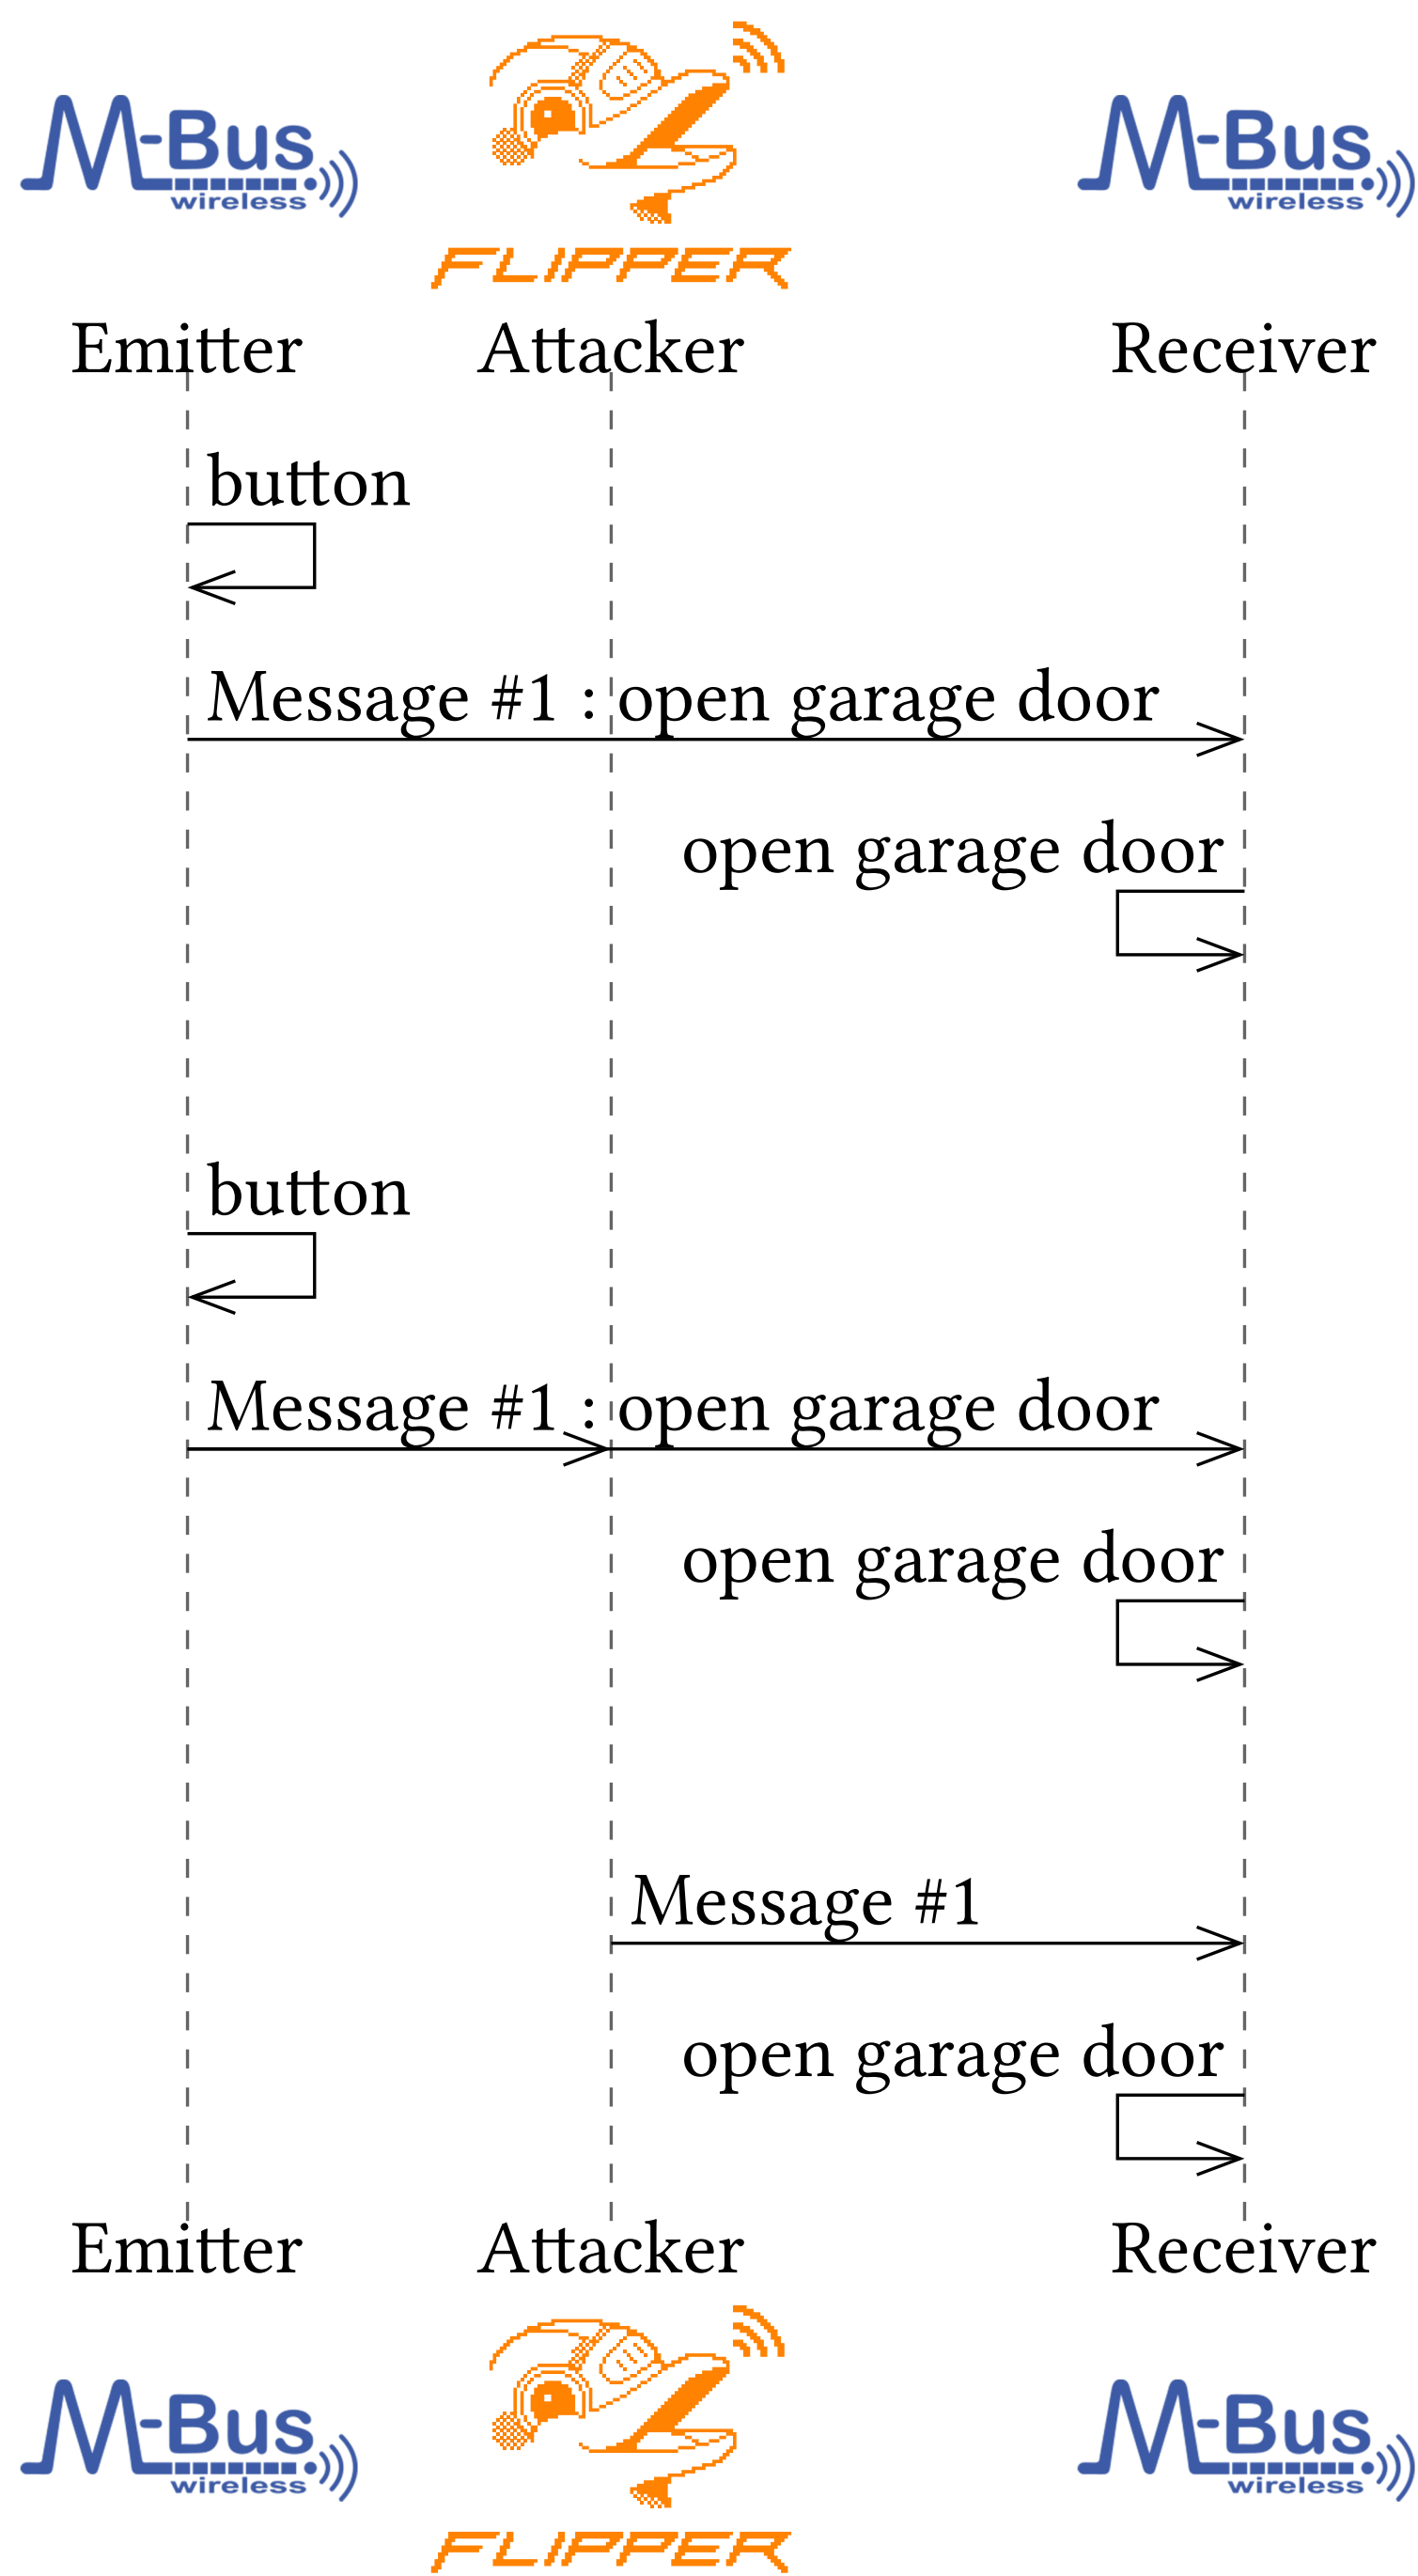 M-Bus
wireless
FLIPPER
M-Bus
wireless
Emitter
Attacker
Receiver
button
Message #1 : open garage door
open garage door
button
Message #1 : open garage door
open garage door
Message #1
open garage door
Emitter
Attacker
Receiver
M-Bus
wireless
FLIPPER
M-Bus
wireless